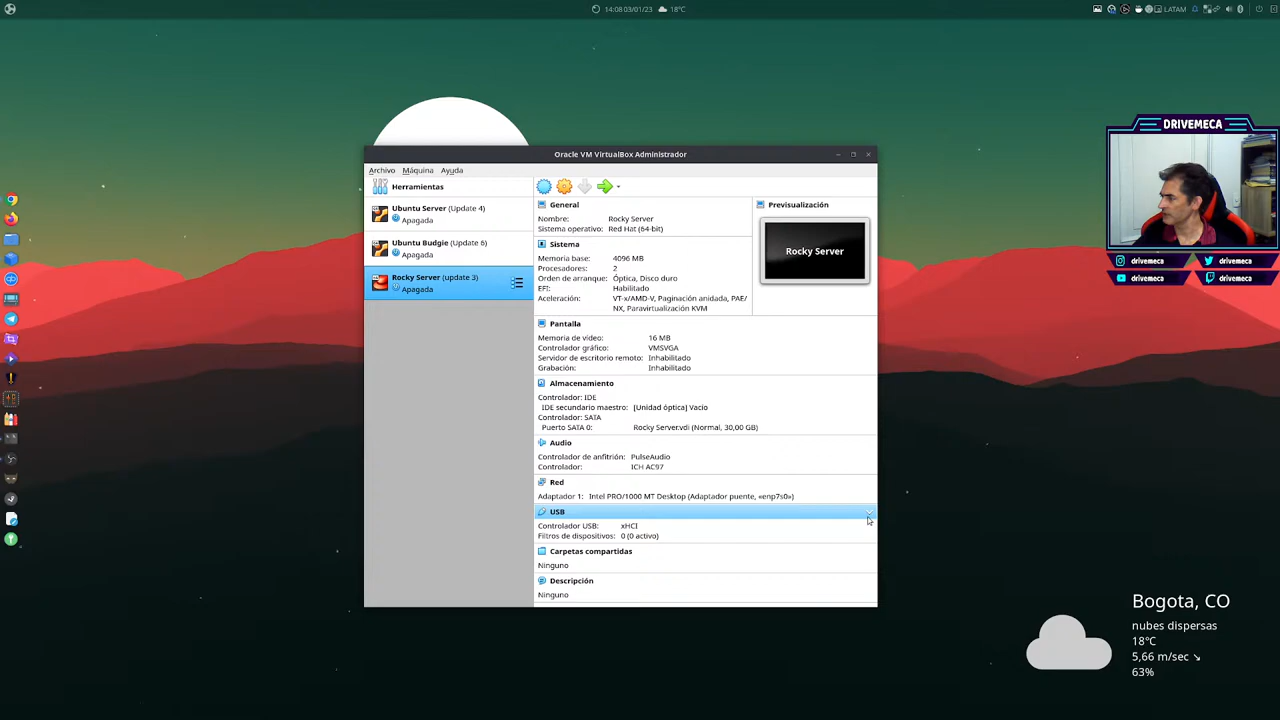 14:08 03/01/23 18°C
LATAM
DRIVEMECA
drivemeca drivemeca
drivemeca drivemeca
Oracle VM VirtualBox Administrador
Archivo Máquina Ayuda
Herramientas
Ubuntu Server (Update 4)
Apagada
Ubuntu Budgie (Update 6)
Apagada
Rocky Server (update 3)
Apagada
General
Nombre: Rocky Server
Sistema operativo: Red Hat (64-bit)
Sistema
Memoria base: 4096 MB
Procesadores: 2
Orden de arranque: Óptica, Disco duro
EFI: Habilitado
Aceleración: VT-x/AMD-V, Paginación anidada, PAE/
NX, Paravirtualización KVM
Previsualización
Rocky Server
Pantalla
Memoria de vídeo: 16 MB
Controlador gráfico: VMSVGA
Servidor de escritorio remoto: Inhabilitado
Grabación: Inhabilitado
Almacenamiento
Controlador: IDE
IDE secundario maestro: [Unidad óptica] Vacío
Controlador: SATA
Puerto SATA 0: Rocky Server.vdi (Normal, 30,00 GB)
Audio
Controlador de anfitrión: PulseAudio
Controlador: ICH AC97
Red
Adaptador 1: Intel PRO/1000 MT Desktop (Adaptador puente, «enp7s0»)
USB
Controlador USB: xHCI
Filtros de dispositivos: 0 (0 activo)
Carpetas compartidas
Ninguno
Descripción
Ninguno
Bogota, CO
nubes dispersas
18°C
5,66 m/sec ↘
63%